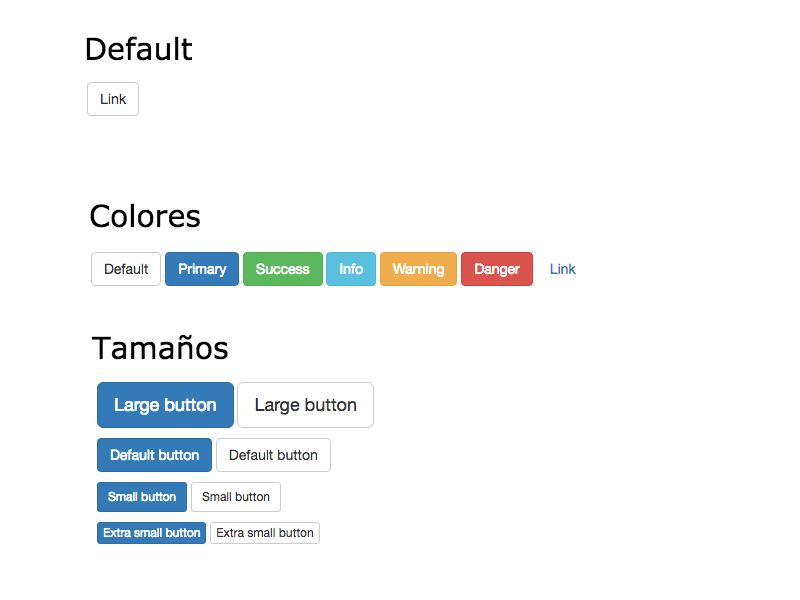 Default
Link
Colores
Default Primary Success Info Warning Danger Link
Tamaños
Large button Large button
Default button Default button
Small button Small button
Extra small button Extra small button